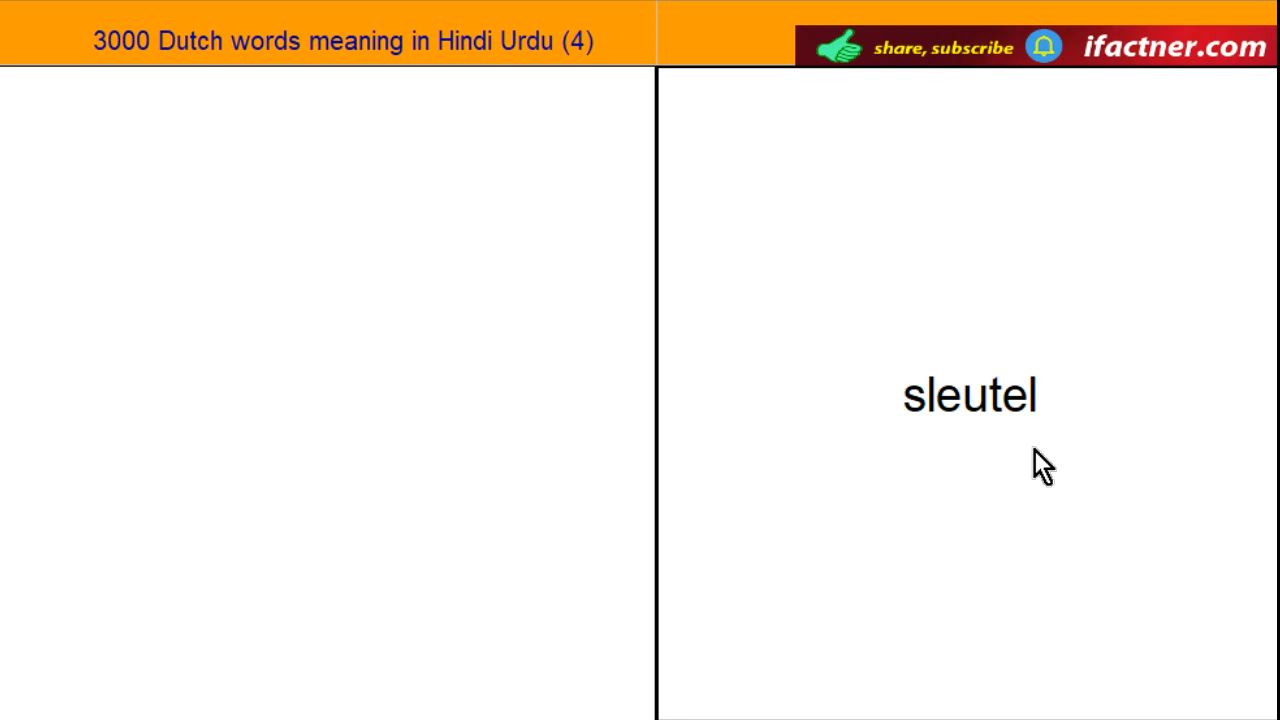 3000 Dutch words meaning in Hindi Urdu (4)
share, subscribe
ifactner.com
sleutel